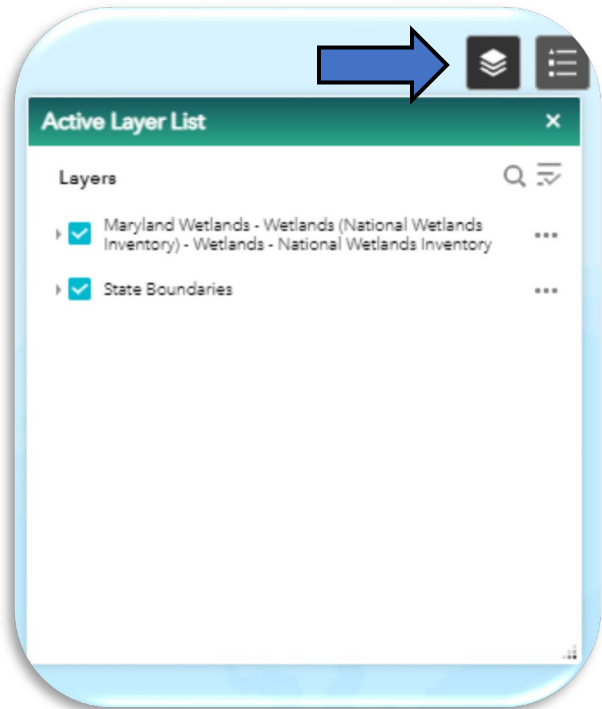 Active Layer List
Layers
Maryland Wetlands - Wetlands (National Wetlands
Inventory) - Wetlands - National Wetlands Inventory
State Boundaries